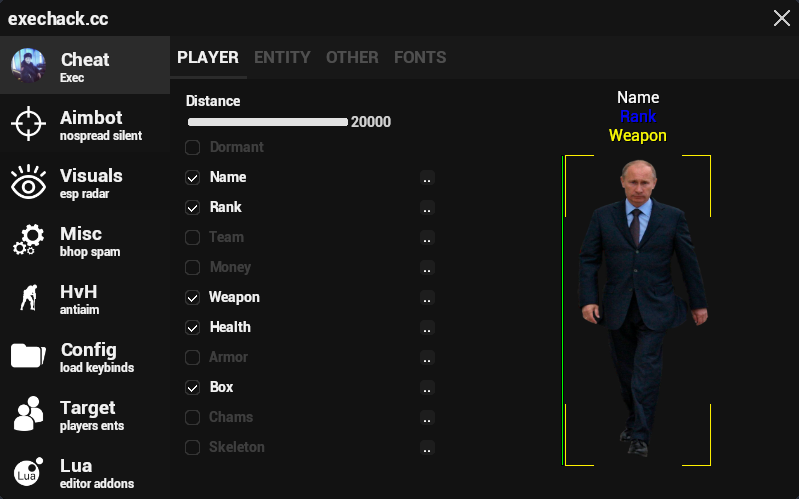 exechack.cc
Cheat
Exec
Aimbot
nospread silent
Visuals
esp radar
Misc
bhop spam
HvH
antiaim
Config
load keybinds
Target
players ents
Lua
Lua
editor addons
PLAYER ENTITY OTHER FONTS
Distance
20000
Dormant
Name ..
Rank ..
Team ..
Money ..
Weapon ..
Health ..
Armor ..
Box ..
Chams ..
Skeleton ..
Name
Rank
Weapon